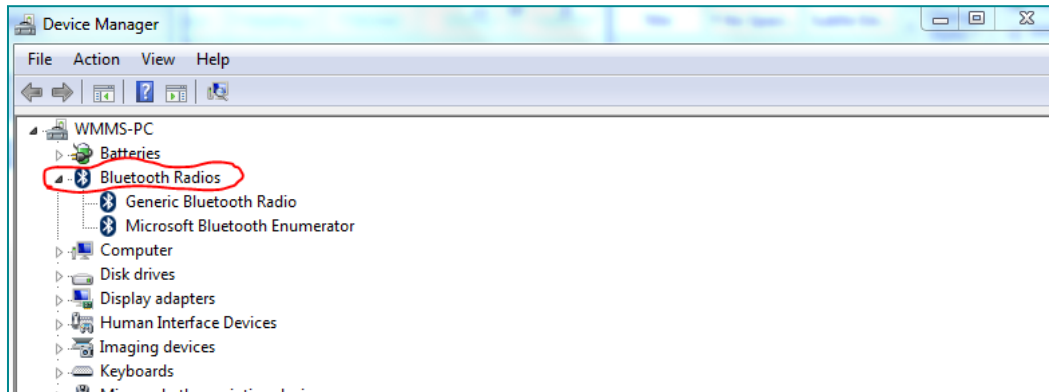 Device Manager
File Action View Help
WMMS-PC
Batteries
Bluetooth Radios
Generic Bluetooth Radio
Microsoft Bluetooth Enumerator
Computer
Disk drives
Display adapters
Human Interface Devices
Imaging devices
Keyboards